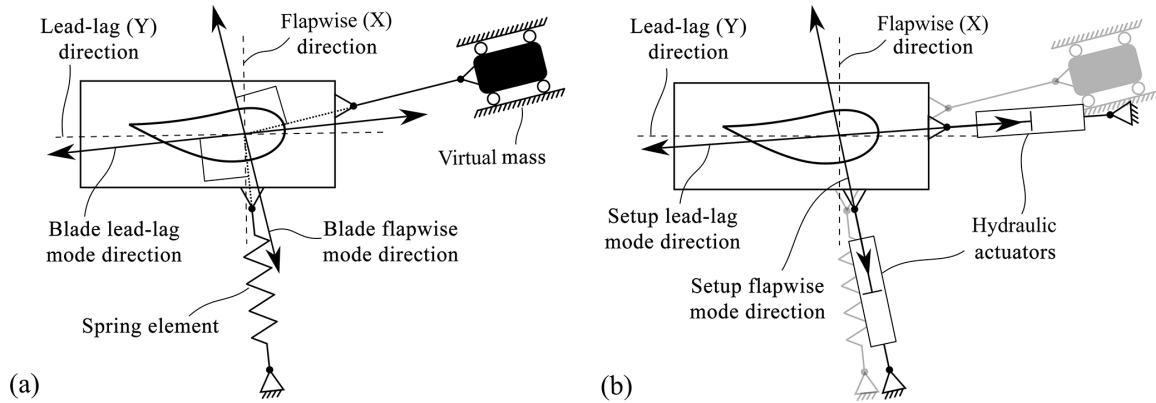 Lead-lag (Y)
direction
Flapwise (X)
direction
Virtual mass
Blade lead-lag
mode direction
Blade flapwise
mode direction
Spring element
(a)
Lead-lag (Y)
direction
Flapwise (X)
direction
Setup lead-lag
mode direction
Hydraulic
actuators
Setup flapwise
mode direction
(b)